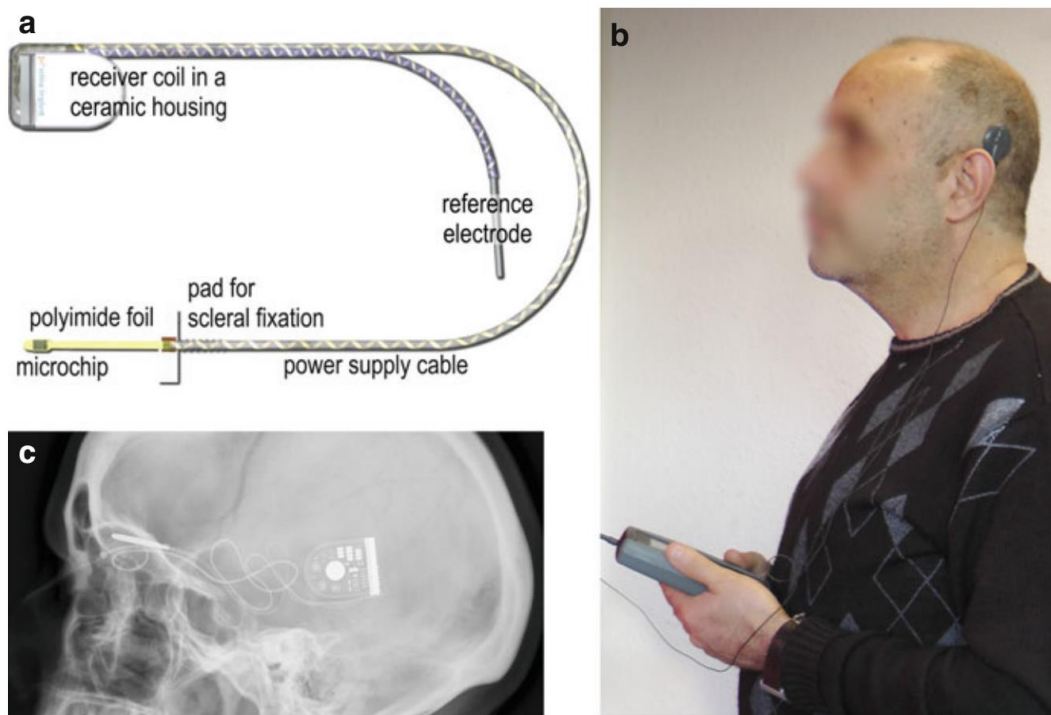 a
receiver coil in a
ceramic housing
reference
electrode
pad for
scleral fixation
polyimide foil
microchip
power supply cable
b
c